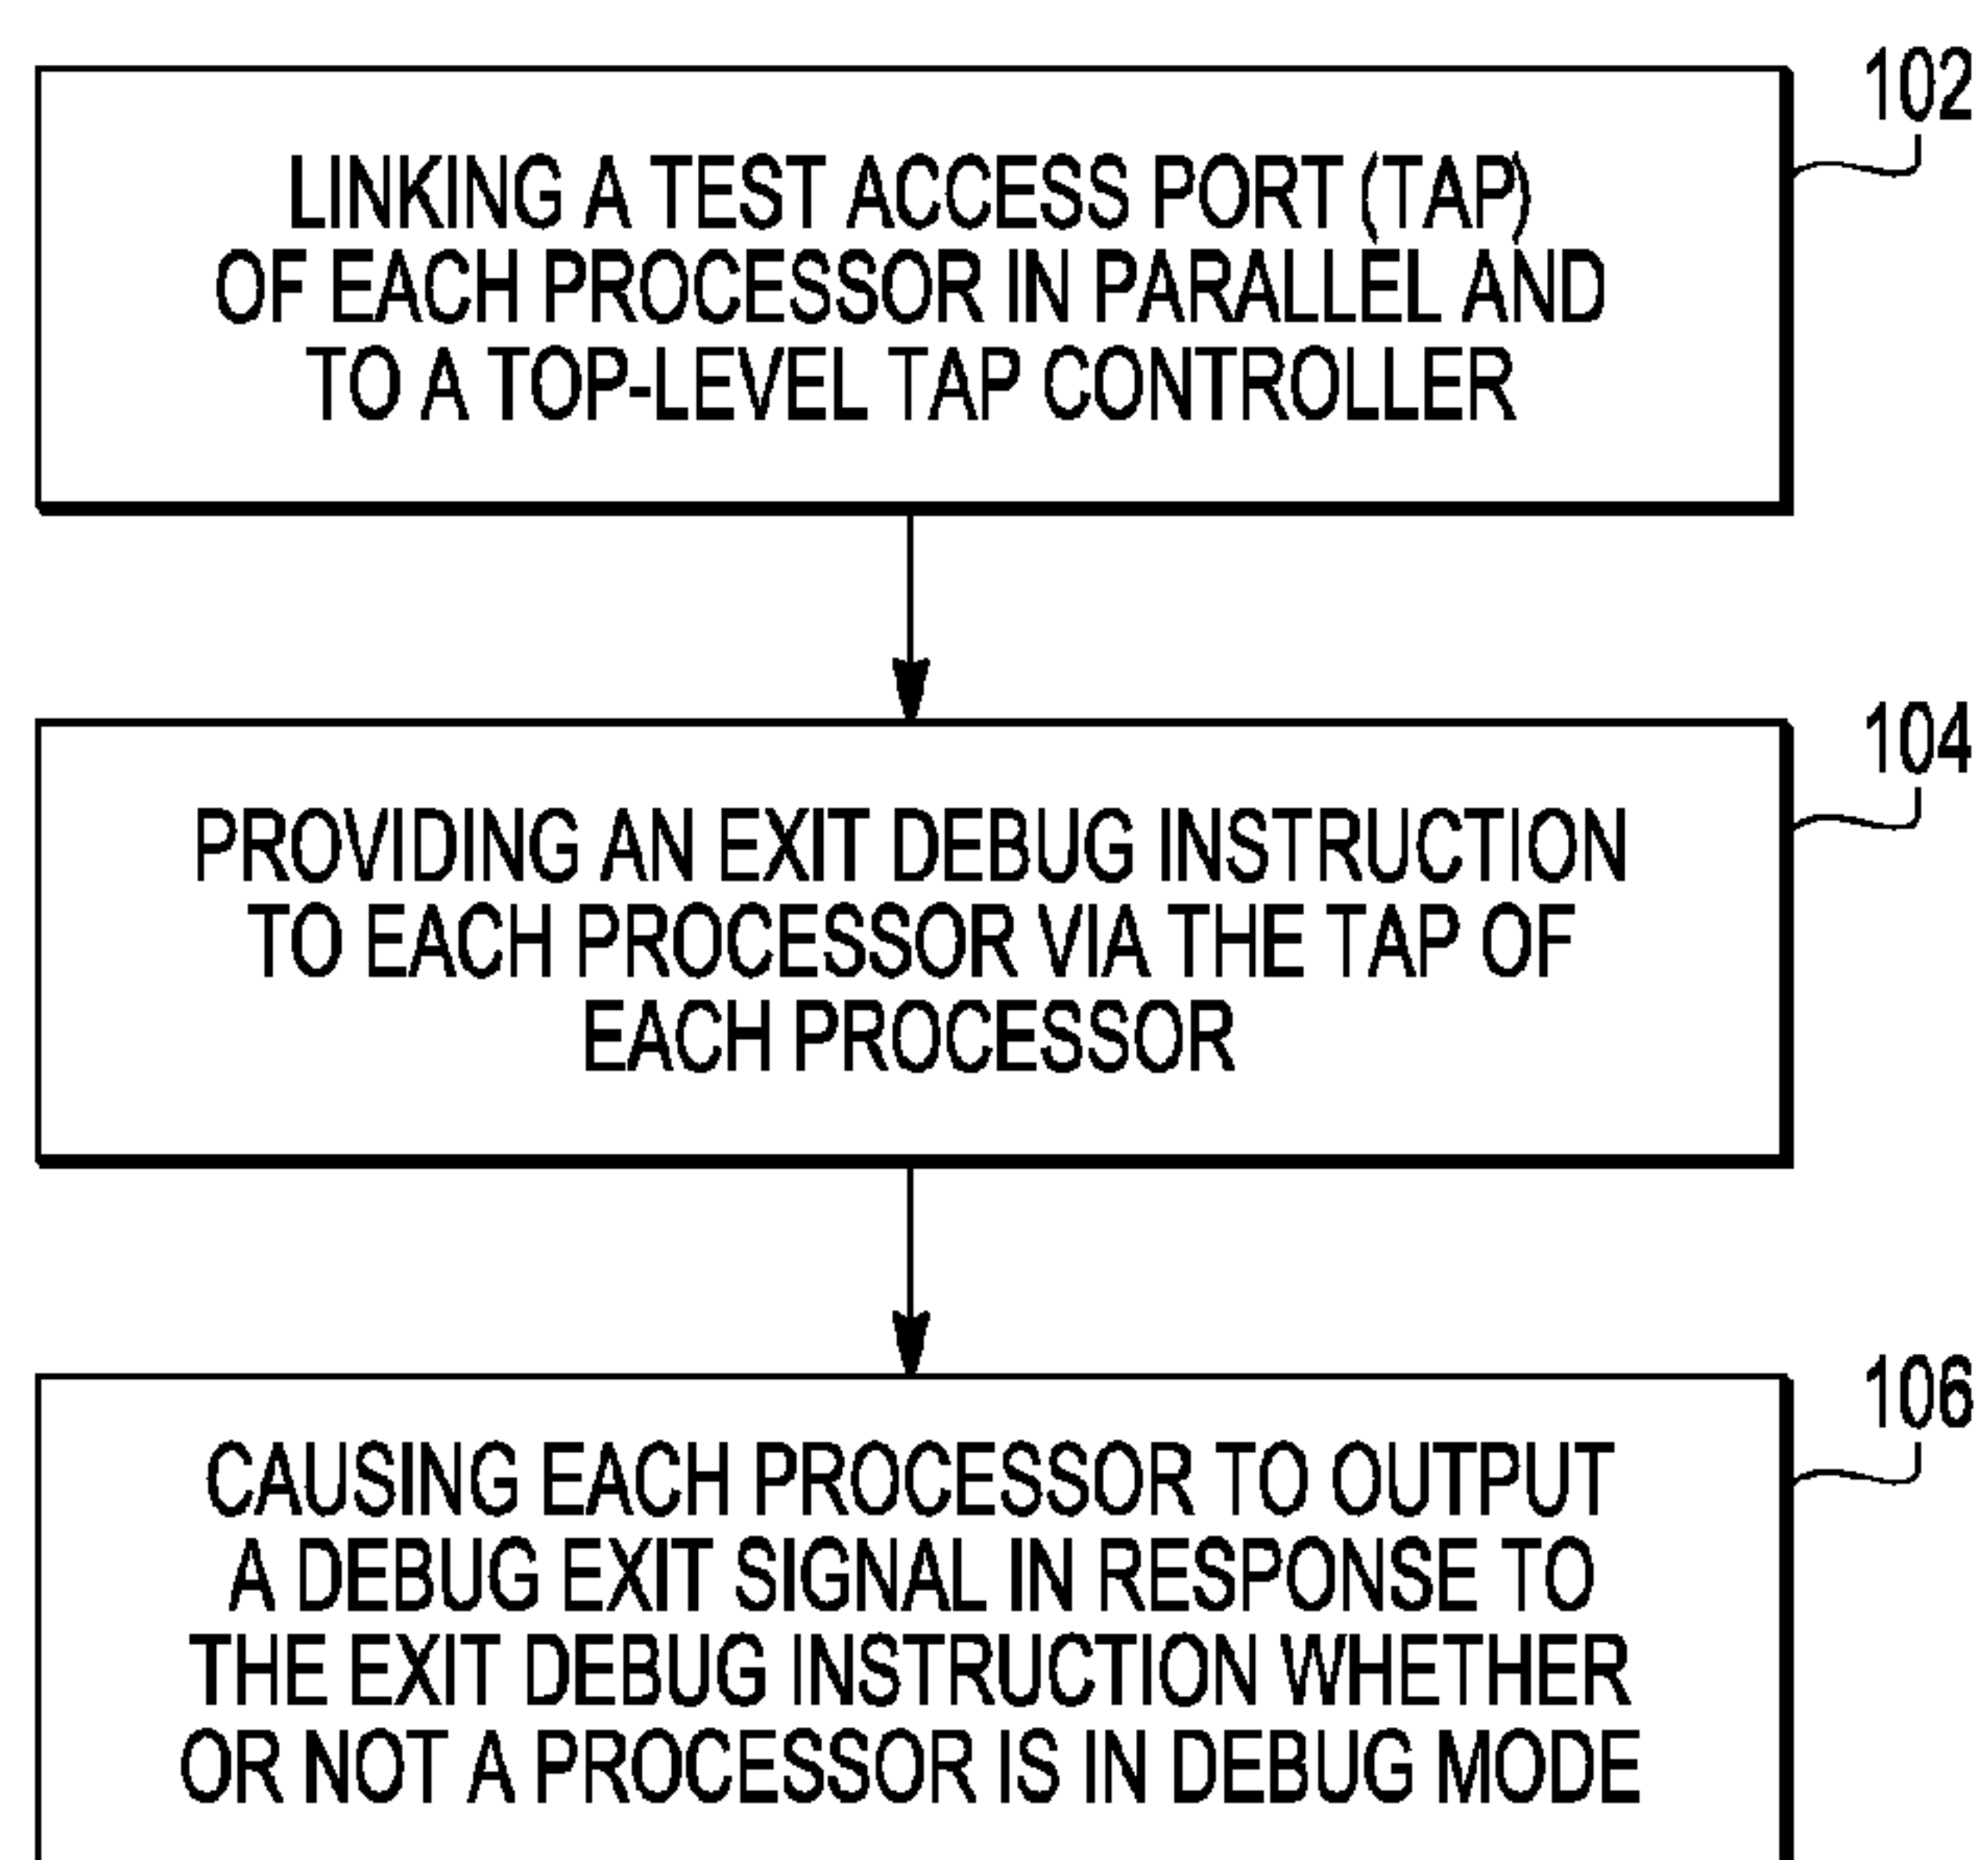 102
LINKING A TEST ACCESS PORT (TAP)
OF EACH PROCESSOR IN PARALLEL AND
TO A TOP-LEVEL TAP CONTROLLER
104
PROVIDING AN EXIT DEBUG INSTRUCTION
TO EACH PROCESSOR VIA THE TAP OF
EACH PROCESSOR
106
CAUSING EACH PROCESSOR TO OUTPUT
A DEBUG EXIT SIGNAL IN RESPONSE TO
THE EXIT DEBUG INSTRUCTION WHETHER
OR NOT A PROCESSOR IS IN DEBUG MODE